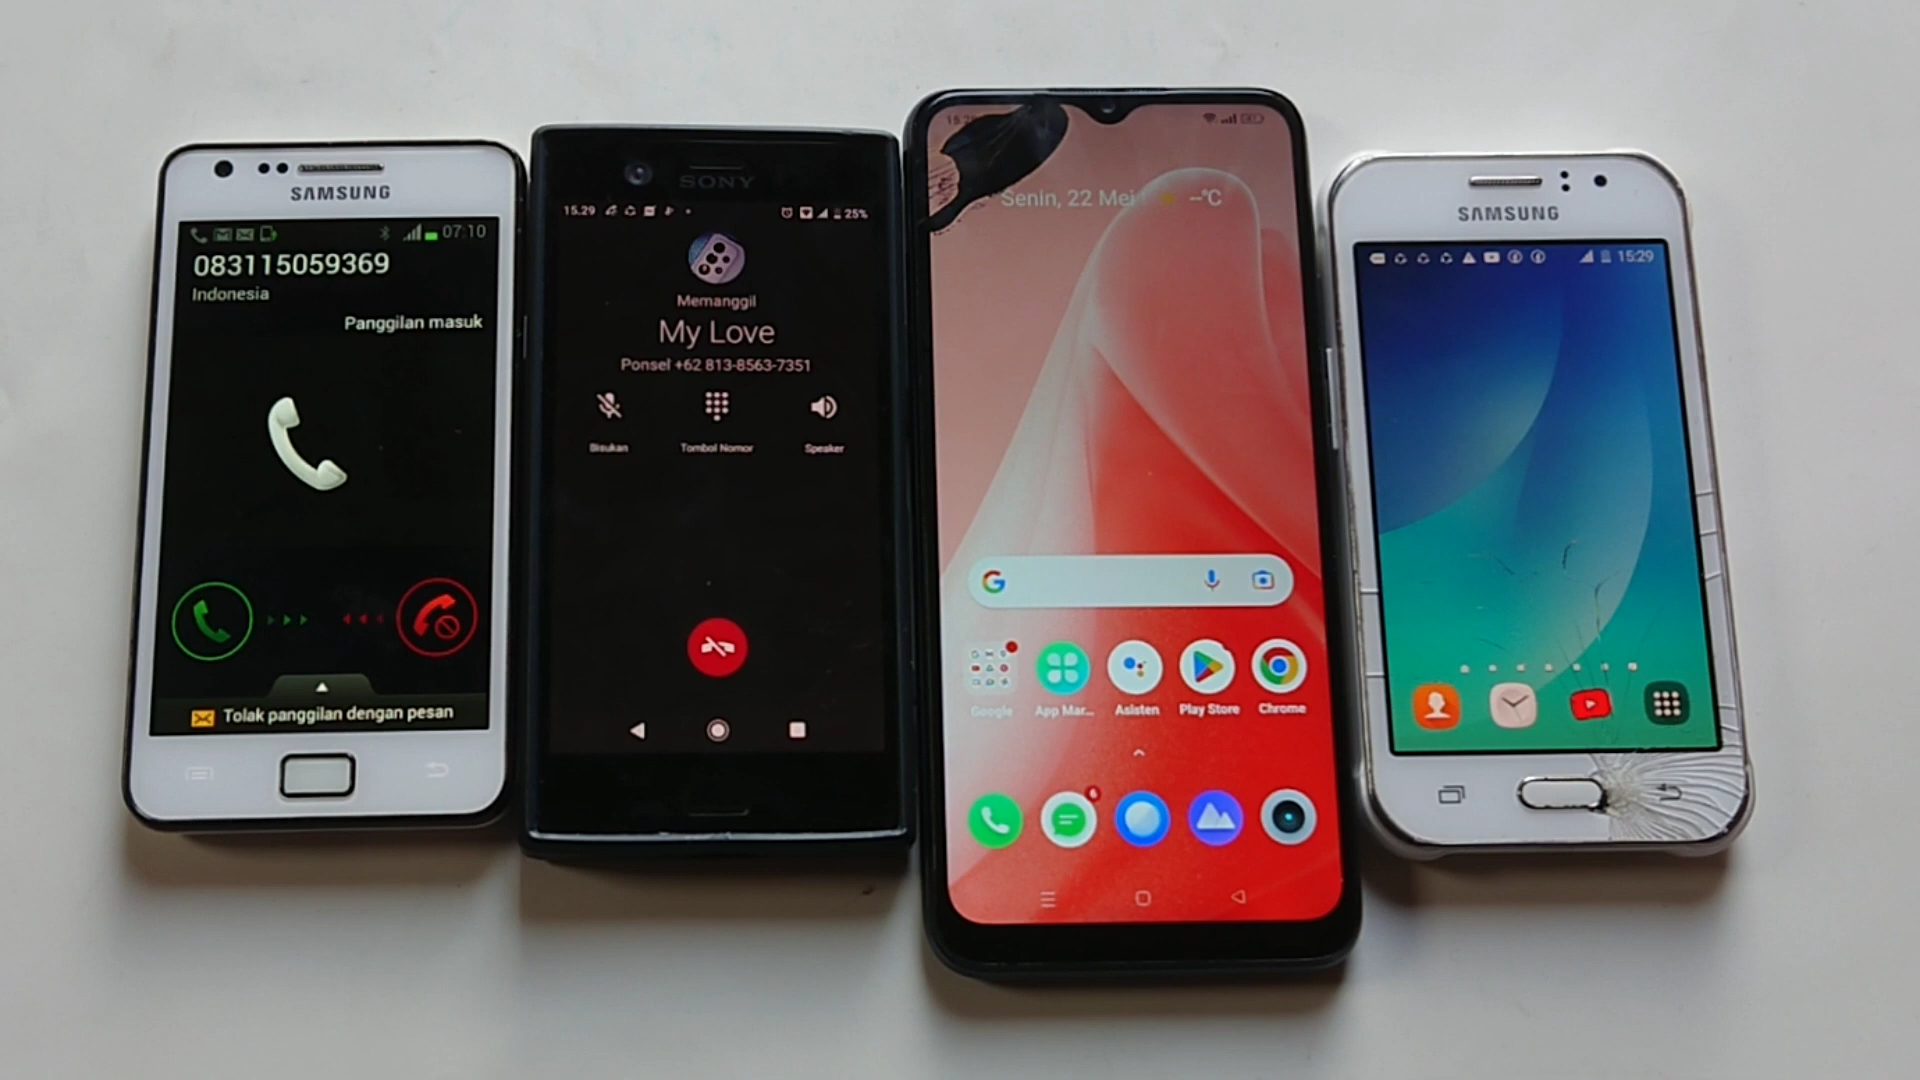 SAMSUNG
07:10
083115059369
Indonesia
Panggilan masuk
Tolak panggilan dengan pesan
SONY
15.29
25%
Memanggil
My Love
Ponsel +62 813-8563-7351
Bisukan
Tombol Nomor
Speaker
Senin, 22 Mei
--°C
Google
App Mar...
Asisten
Play Store
Chrome
6
SAMSUNG
15:29